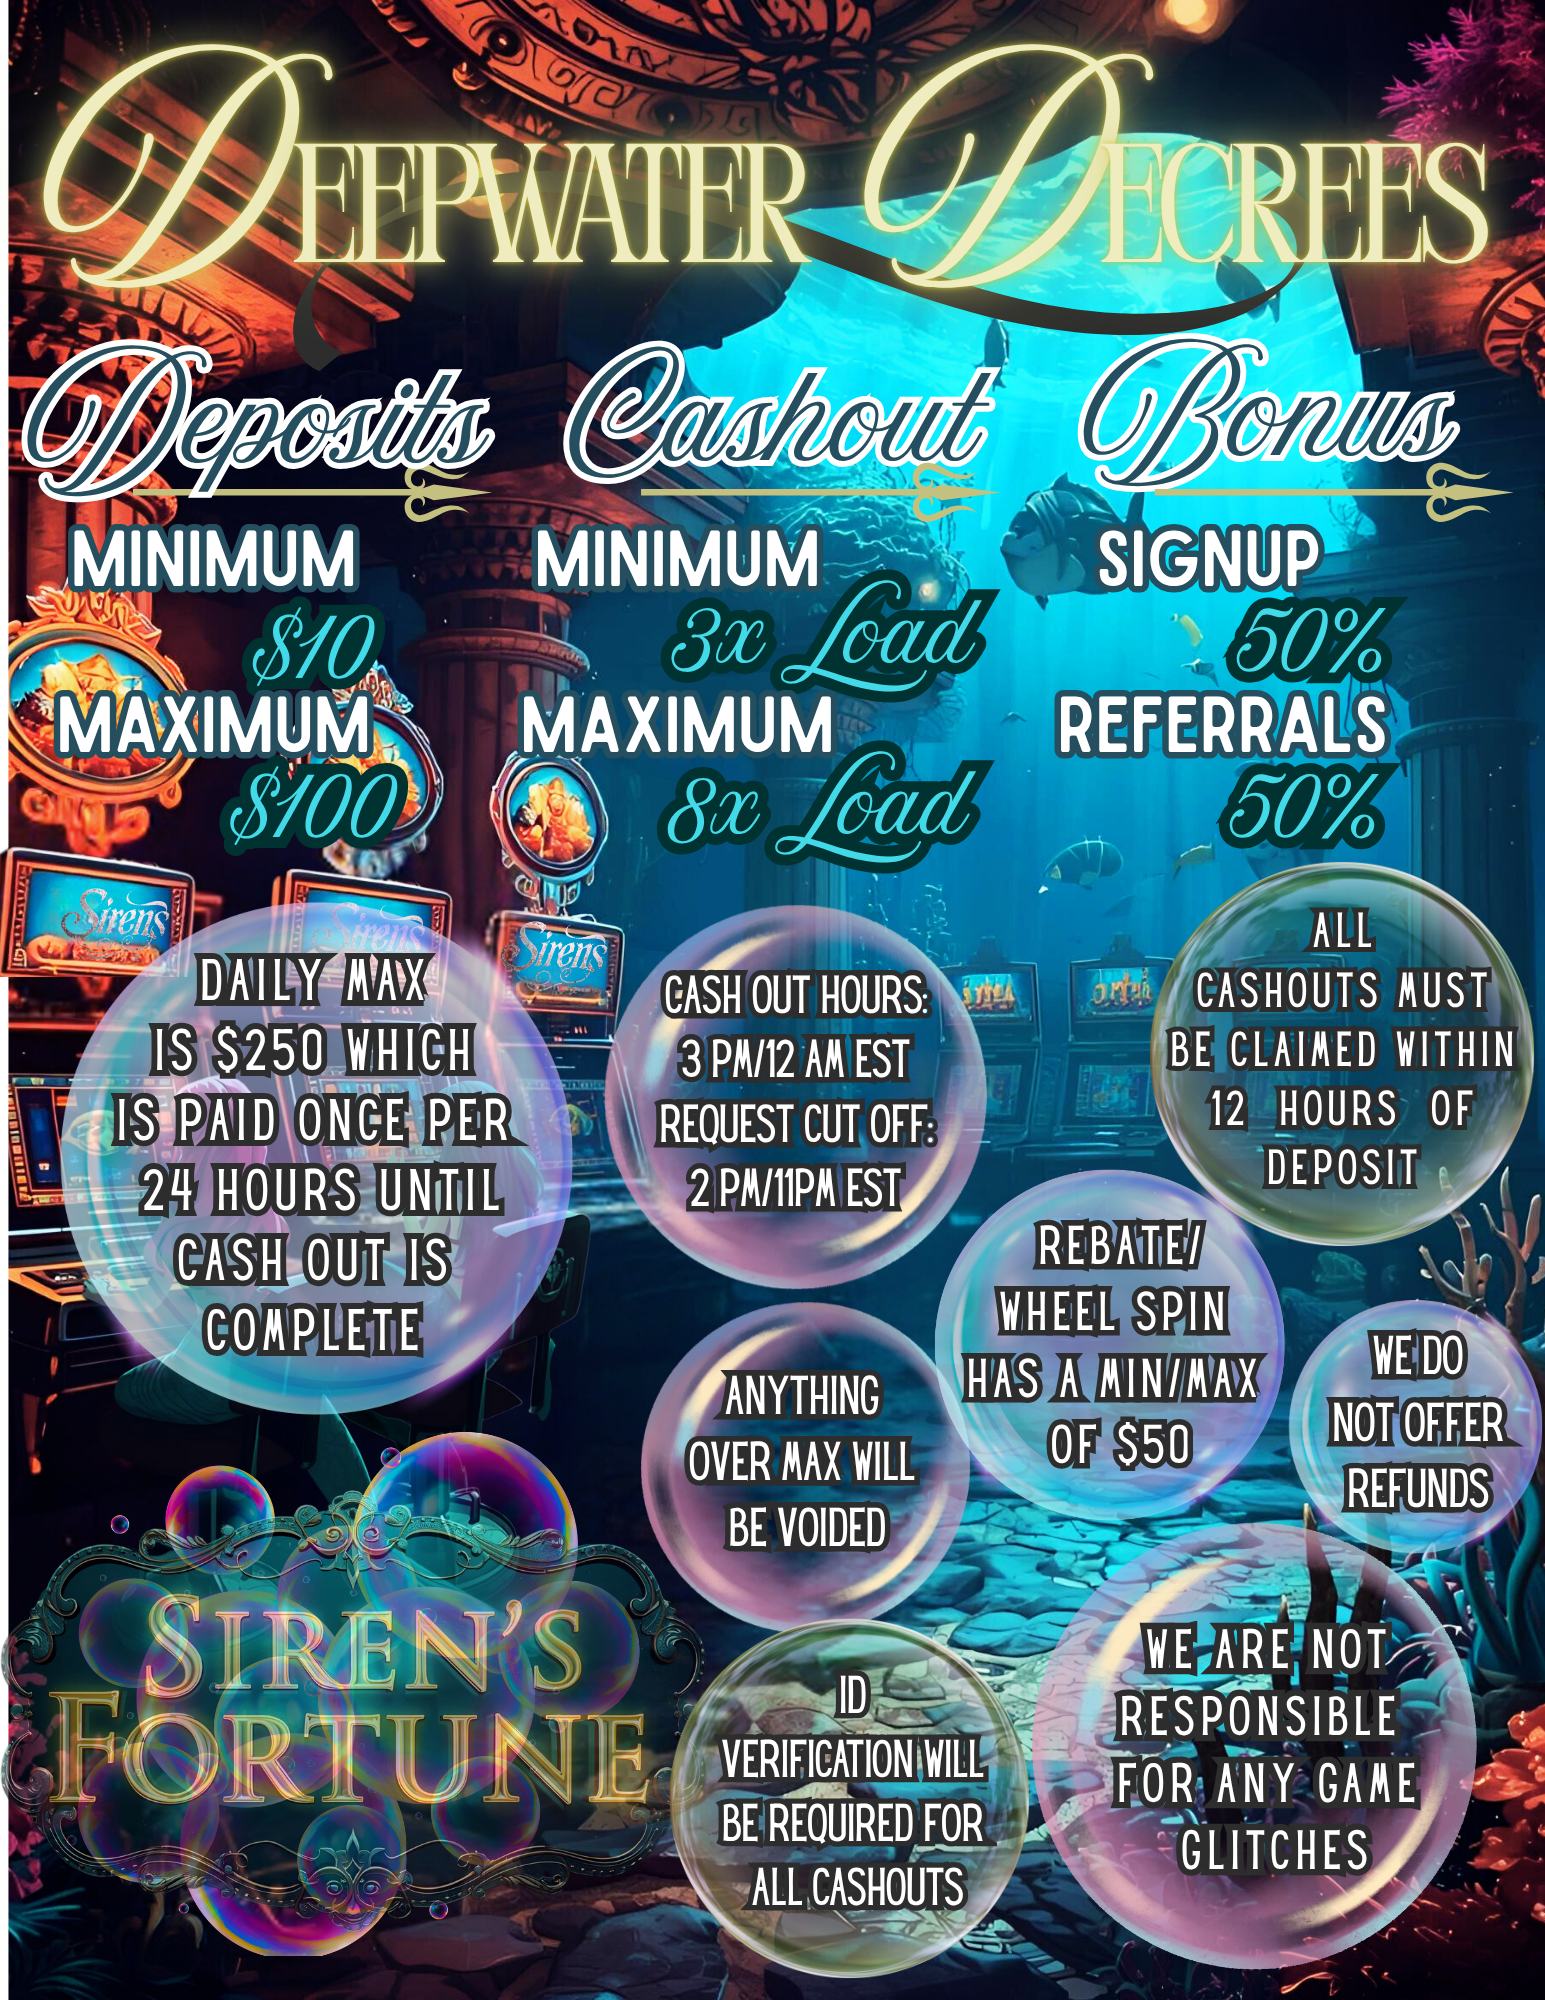 DEEPWATER DECREES
Deposits
MINIMUM
$10
MAXIMUM
$100
Cashout
MINIMUM
3x Load
MAXIMUM
8x Load
Bonus
SIGNUP
50%
REFERRALS
50%
Sirens
Sirens
Sirens
DAILY MAX
IS $250 WHICH
IS PAID ONCE PER
24 HOURS UNTIL
CASH OUT IS
COMPLETE
CASH OUT HOURS:
3 PM/12 AM EST
REQUEST CUT OFF:
2 PM/11PM EST
ALL
CASHOUTS MUST
BE CLAIMED WITHIN
12 HOURS OF
DEPOSIT
REBATE/
WHEEL SPIN
HAS A MIN/MAX
OF $50
WE DO
NOT OFFER
REFUNDS
ANYTHING
OVER MAX WILL
BE VOIDED
SIREN'S
FORTUNE
ID
VERIFICATION WILL
BE REQUIRED FOR
ALL CASHOUTS
WE ARE NOT
RESPONSIBLE
FOR ANY GAME
GLITCHES